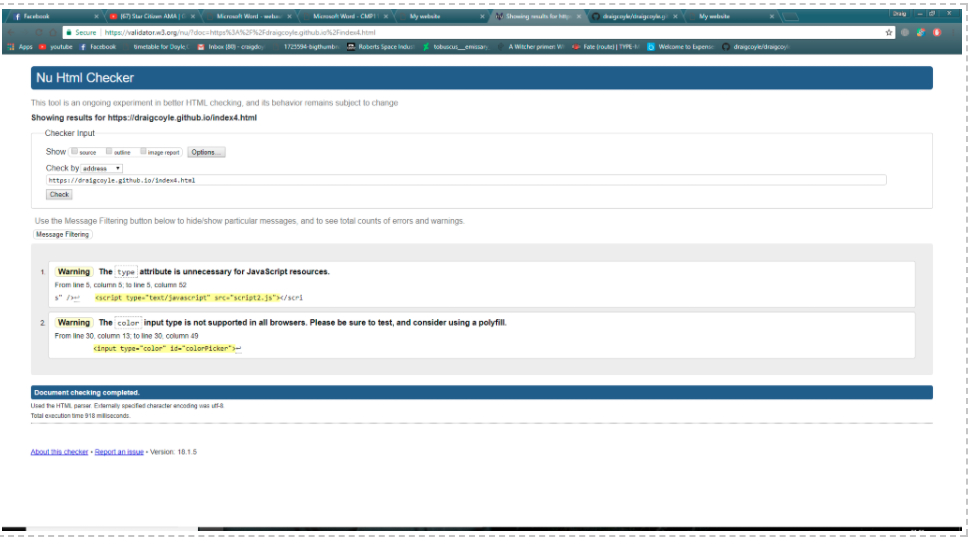 Facebook (67) Star Citizen AMA | Microsoft Word - webas Microsoft Word - CMP1 My website Showing results for http draigcoyle/draigcoyle.gi My website Draig
Secure https://validator.w3.org/nu/?doc=https%3A%2F%2Fdraigcoyle.github.io%2Findex4.html
Apps youtube Facebook timetable for Doyle, Inbox (80) - craigdoy 1723594-bigthumbn Roberts Space Indus tobuscus_emissary A Witcher primer: Wi Fate (route) | TYPE- Welcome to Experie draigcoyle/draigcoyl
Nu Html Checker
This tool is an ongoing experiment in better HTML checking, and its behavior remains subject to change
Showing results for https://draigcoyle.github.io/index4.html
Checker Input
Show source outline image report Options...
Check by address
https://draigcoyle.github.io/index4.html
Check
Use the Message Filtering button below to hide/show particular messages, and to see total counts of errors and warnings.
Message Filtering
1. Warning The type attribute is unnecessary for JavaScript resources.
From line 5, column 5; to line 5, column 52
s" />↩ <script type="text/javascript" src="script2.js"></scri
2. Warning The color input type is not supported in all browsers. Please be sure to test, and consider using a polyfill.
From line 30, column 13; to line 30, column 49
<input type="color" id="colorPicker">↩
Document checking completed.
Used the HTML parser. Externally specified character encoding was utf-8.
Total execution time 918 milliseconds.
About this checker • Report an issue • Version: 18.1.5